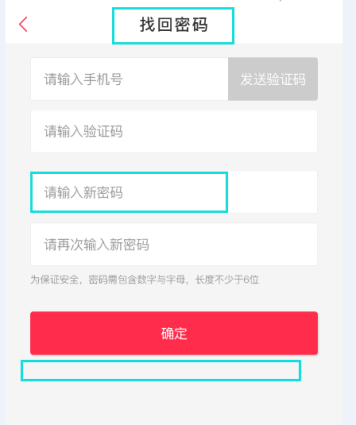 找回密码
请输入手机号 发送验证码
请输入验证码
请输入新密码
请再次输入新密码
为保证安全，密码需包含数字与字母，长度不少于6位
确定